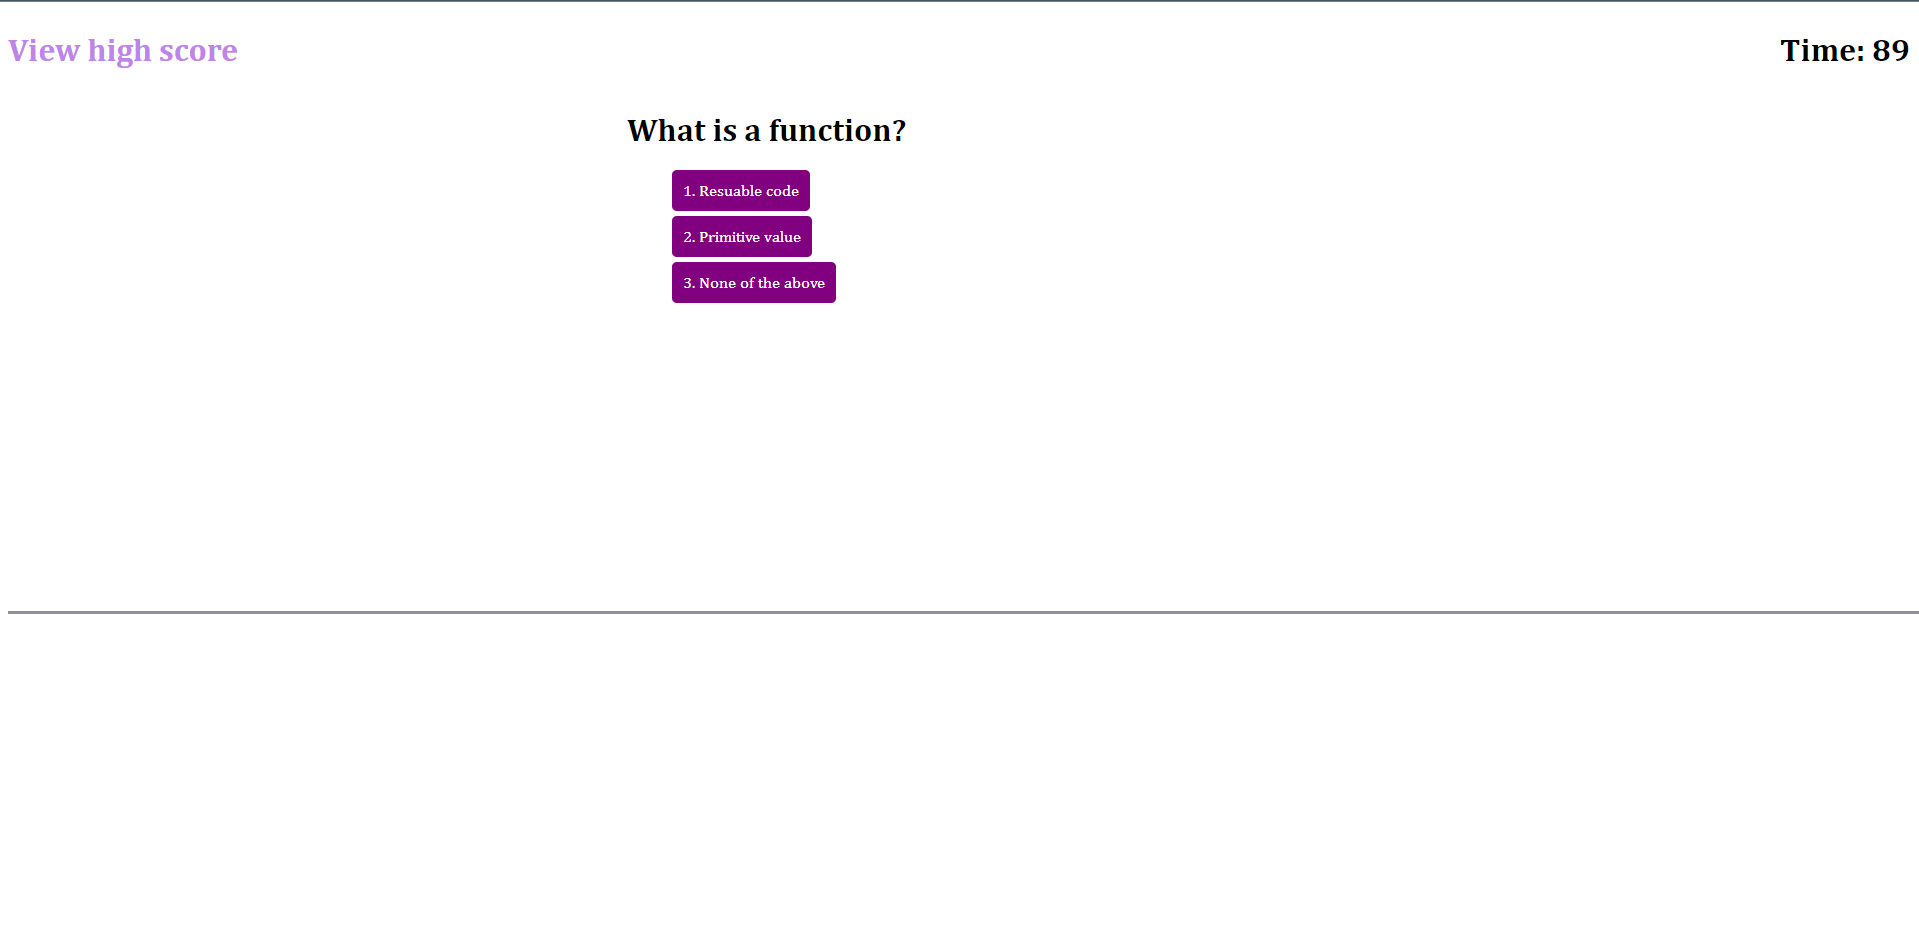 View high score
Time: 89
What is a function?
1. Resuable code
2. Primitive value
3. None of the above